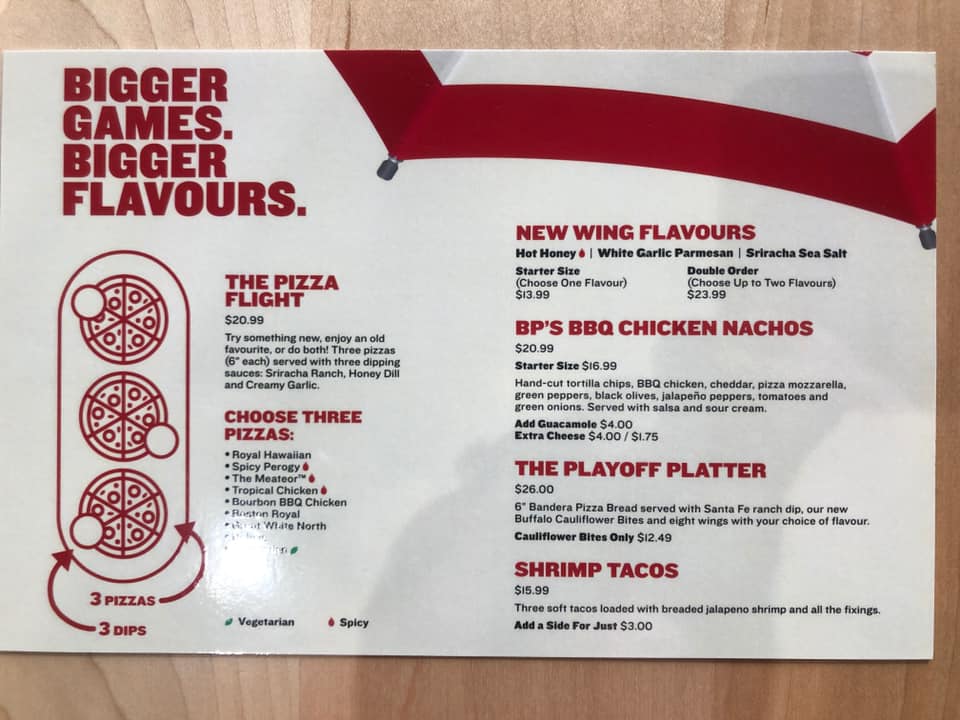 BIGGER
GAMES.
BIGGER
FLAVOURS.
THE PIZZA
FLIGHT
$20.99
Try something new, enjoy an old
favourite, or do both! Three pizzas
(6" each) served with three dipping
sauces: Sriracha Ranch, Honey Dill
and Creamy Garlic.
CHOOSE THREE
PIZZAS:
• Royal Hawaiian
• Spicy Perogy
• The Meateor™
• Tropical Chicken
• Bourbon BBQ Chicken
• Boston Royal
• Great White North
3 PIZZAS
3 DIPS
Vegetarian
Spicy
NEW WING FLAVOURS
Hot Honey | White Garlic Parmesan | Sriracha Sea Salt
Starter Size
(Choose One Flavour)
$13.99
Double Order
(Choose Up to Two Flavours)
$23.99
BP'S BBQ CHICKEN NACHOS
$20.99
Starter Size $16.99
Hand-cut tortilla chips, BBQ chicken, cheddar, pizza mozzarella,
green peppers, black olives, jalapeño peppers, tomatoes and
green onions. Served with salsa and sour cream.
Add Guacamole $4.00
Extra Cheese $4.00 / $1.75
THE PLAYOFF PLATTER
$26.00
6" Bandera Pizza Bread served with Santa Fe ranch dip, our new
Buffalo Cauliflower Bites and eight wings with your choice of flavour.
Cauliflower Bites Only $12.49
SHRIMP TACOS
$15.99
Three soft tacos loaded with breaded jalapeno shrimp and all the fixings.
Add a Side For Just $3.00